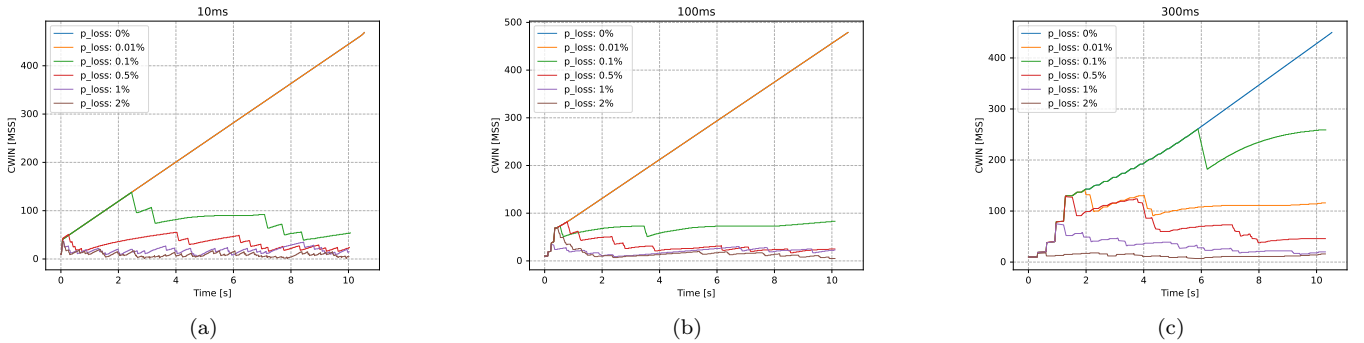 10ms
CWIN [MSS]
400
300
200
100
0
p_loss: 0%
p_loss: 0.01%
p_loss: 0.1%
p_loss: 0.5%
p_loss: 1%
p_loss: 2%
0 2 4 6 8 10
Time [s]
(a)
100ms
CWIN [MSS]
500
400
300
200
100
0
p_loss: 0%
p_loss: 0.01%
p_loss: 0.1%
p_loss: 0.5%
p_loss: 1%
p_loss: 2%
0 2 4 6 8 10
Time [s]
(b)
300ms
CWIN [MSS]
400
300
200
100
0
p_loss: 0%
p_loss: 0.01%
p_loss: 0.1%
p_loss: 0.5%
p_loss: 1%
p_loss: 2%
0 2 4 6 8 10
Time [s]
(c)